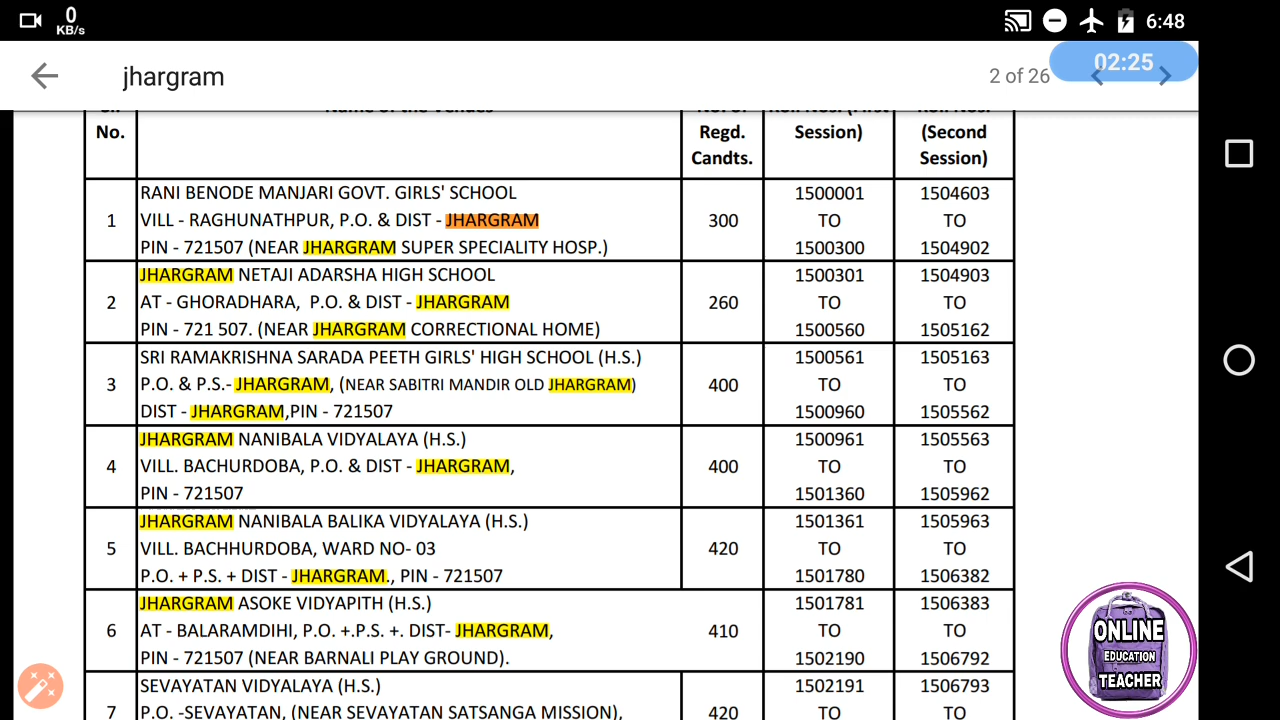 0
KB/s
6:48
jhargram
2 of 26
02:25
No.
Regd.
Candts.
Session)
(Second
Session)
1
RANI BENODE MANJARI GOVT. GIRLS' SCHOOL
VILL - RAGHUNATHPUR, P.O. & DIST - JHARGRAM
PIN - 721507 (NEAR JHARGRAM SUPER SPECIALITY HOSP.)
300
1500001
TO
1500300
1504603
TO
1504902
2
JHARGRAM NETAJI ADARSHA HIGH SCHOOL
AT - GHORADHARA, P.O. & DIST - JHARGRAM
PIN - 721 507. (NEAR JHARGRAM CORRECTIONAL HOME)
260
1500301
TO
1500560
1504903
TO
1505162
3
SRI RAMAKRISHNA SARADA PEETH GIRLS' HIGH SCHOOL (H.S.)
P.O. & P.S.- JHARGRAM, (NEAR SABITRI MANDIR OLD JHARGRAM)
DIST - JHARGRAM,PIN - 721507
400
1500561
TO
1500960
1505163
TO
1505562
4
JHARGRAM NANIBALA VIDYALAYA (H.S.)
VILL. BACHURDOBA, P.O. & DIST - JHARGRAM,
PIN - 721507
400
1500961
TO
1501360
1505563
TO
1505962
5
JHARGRAM NANIBALA BALIKA VIDYALAYA (H.S.)
VILL. BACHHURDOBA, WARD NO- 03
P.O. + P.S. + DIST - JHARGRAM., PIN - 721507
420
1501361
TO
1501780
1505963
TO
1506382
6
JHARGRAM ASOKE VIDYAPITH (H.S.)
AT - BALARAMDIHI, P.O. +.P.S. +. DIST- JHARGRAM,
PIN - 721507 (NEAR BARNALI PLAY GROUND).
410
1501781
TO
1502190
1506383
TO
1506792
7
SEVAYATAN VIDYALAYA (H.S.)
P.O. -SEVAYATAN, (NEAR SEVAYATAN SATSANGA MISSION),
420
1502191
TO
1506793
TO
ONLINE
EDUCATION
TEACHER